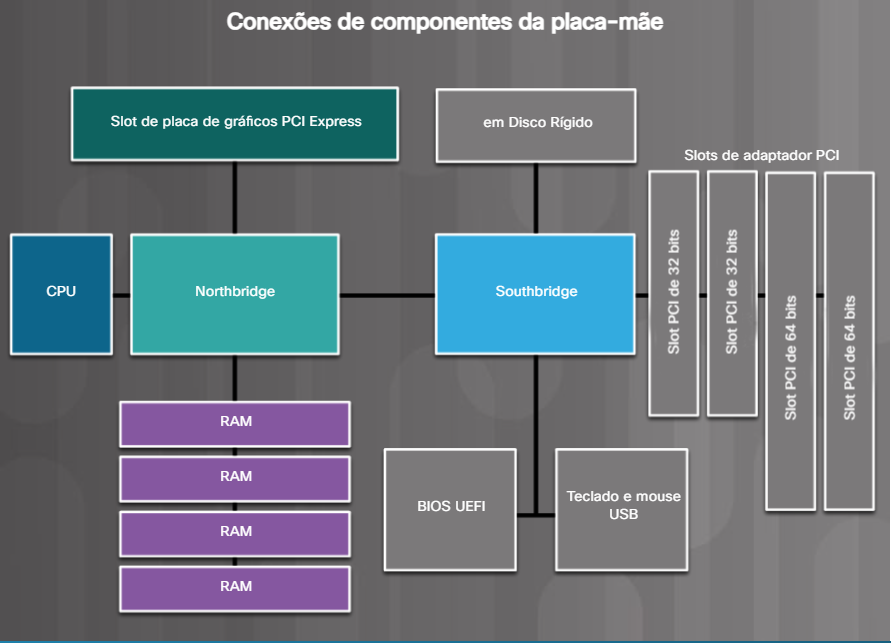 Conexões de componentes da placa-mãe
Slot de placa de gráficos PCI Express
em Disco Rígido
Slots de adaptador PCI
CPU
Northbridge
Southbridge
Slot PCI de 32 bits
Slot PCI de 32 bits
Slot PCI de 64 bits
Slot PCI de 64 bits
RAM
RAM
RAM
RAM
BIOS UEFI
Teclado e mouse
USB